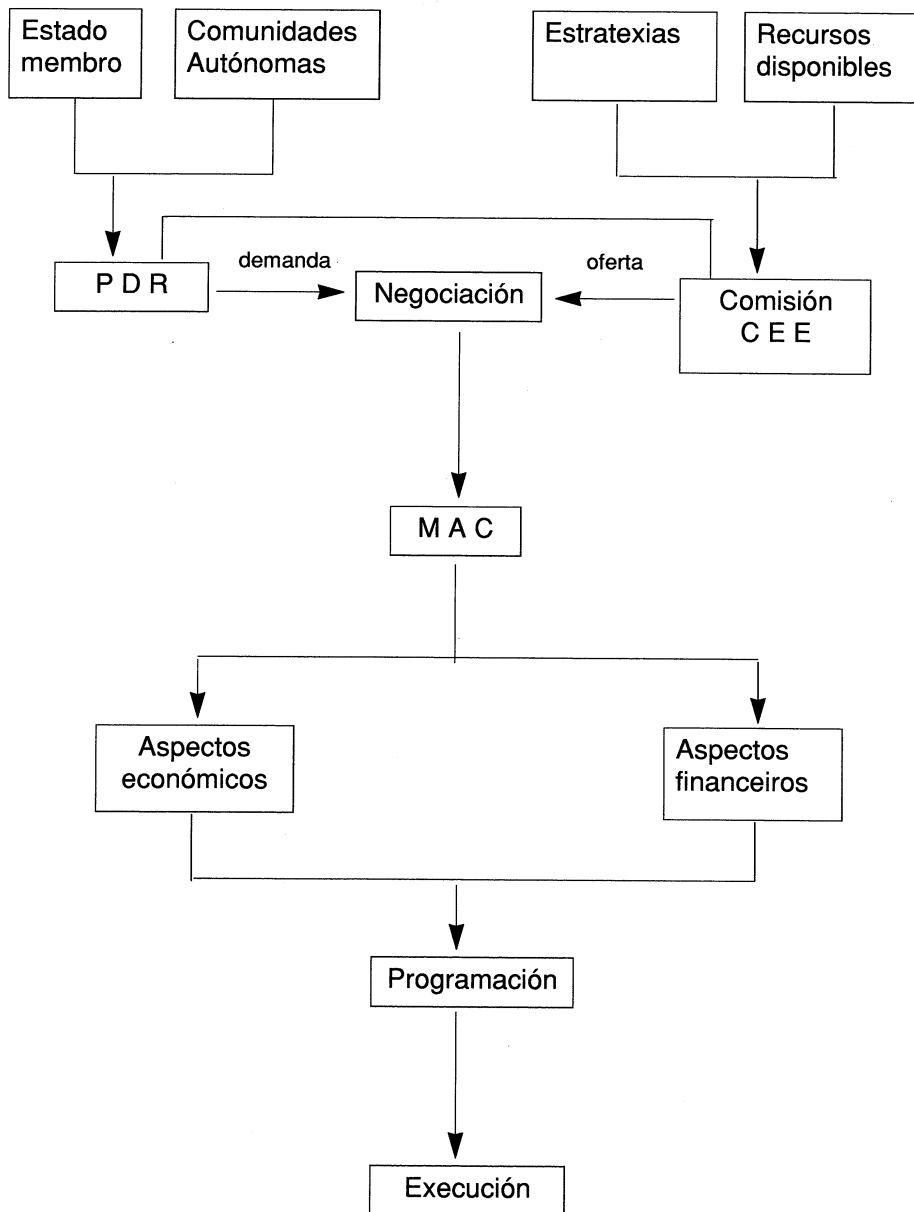 Estado
membro
Comunidades
Autónomas
Estratexias
Recursos
disponibles
demanda
oferta
P D R
Negociación
Comisión
C E E
M A C
Aspectos
económicos
Aspectos
financeiros
Programación
Execución